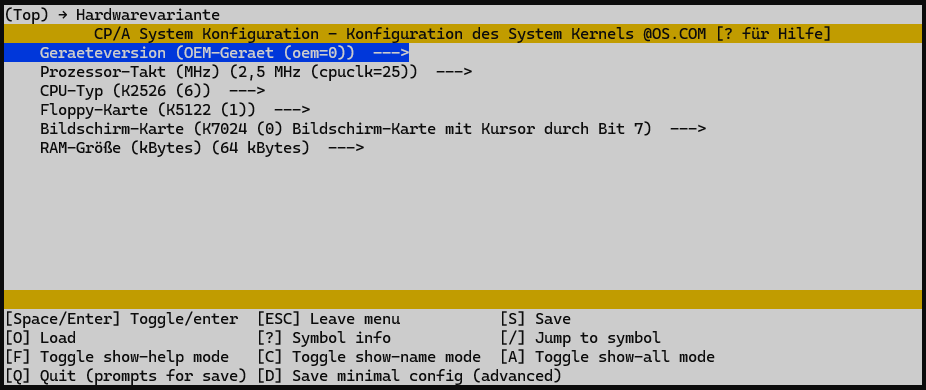 (Top) → Hardwarevariante
CP/A System Konfiguration - Konfiguration des System Kernels @OS.COM [? für Hilfe]
Geraeteversion (OEM-Geraet (oem=0)) --->
Prozessor-Takt (MHz) (2,5 MHz (cpuclk=25)) --->
CPU-Typ (K2526 (6)) --->
Floppy-Karte (K5122 (1)) --->
Bildschirm-Karte (K7024 (0) Bildschirm-Karte mit Kursor durch Bit 7) --->
RAM-Größe (kBytes) (64 kBytes) --->
[Space/Enter] Toggle/enter [ESC] Leave menu [S] Save
[O] Load [?] Symbol info [/] Jump to symbol
[F] Toggle show-help mode [C] Toggle show-name mode [A] Toggle show-all mode
[Q] Quit (prompts for save) [D] Save minimal config (advanced)